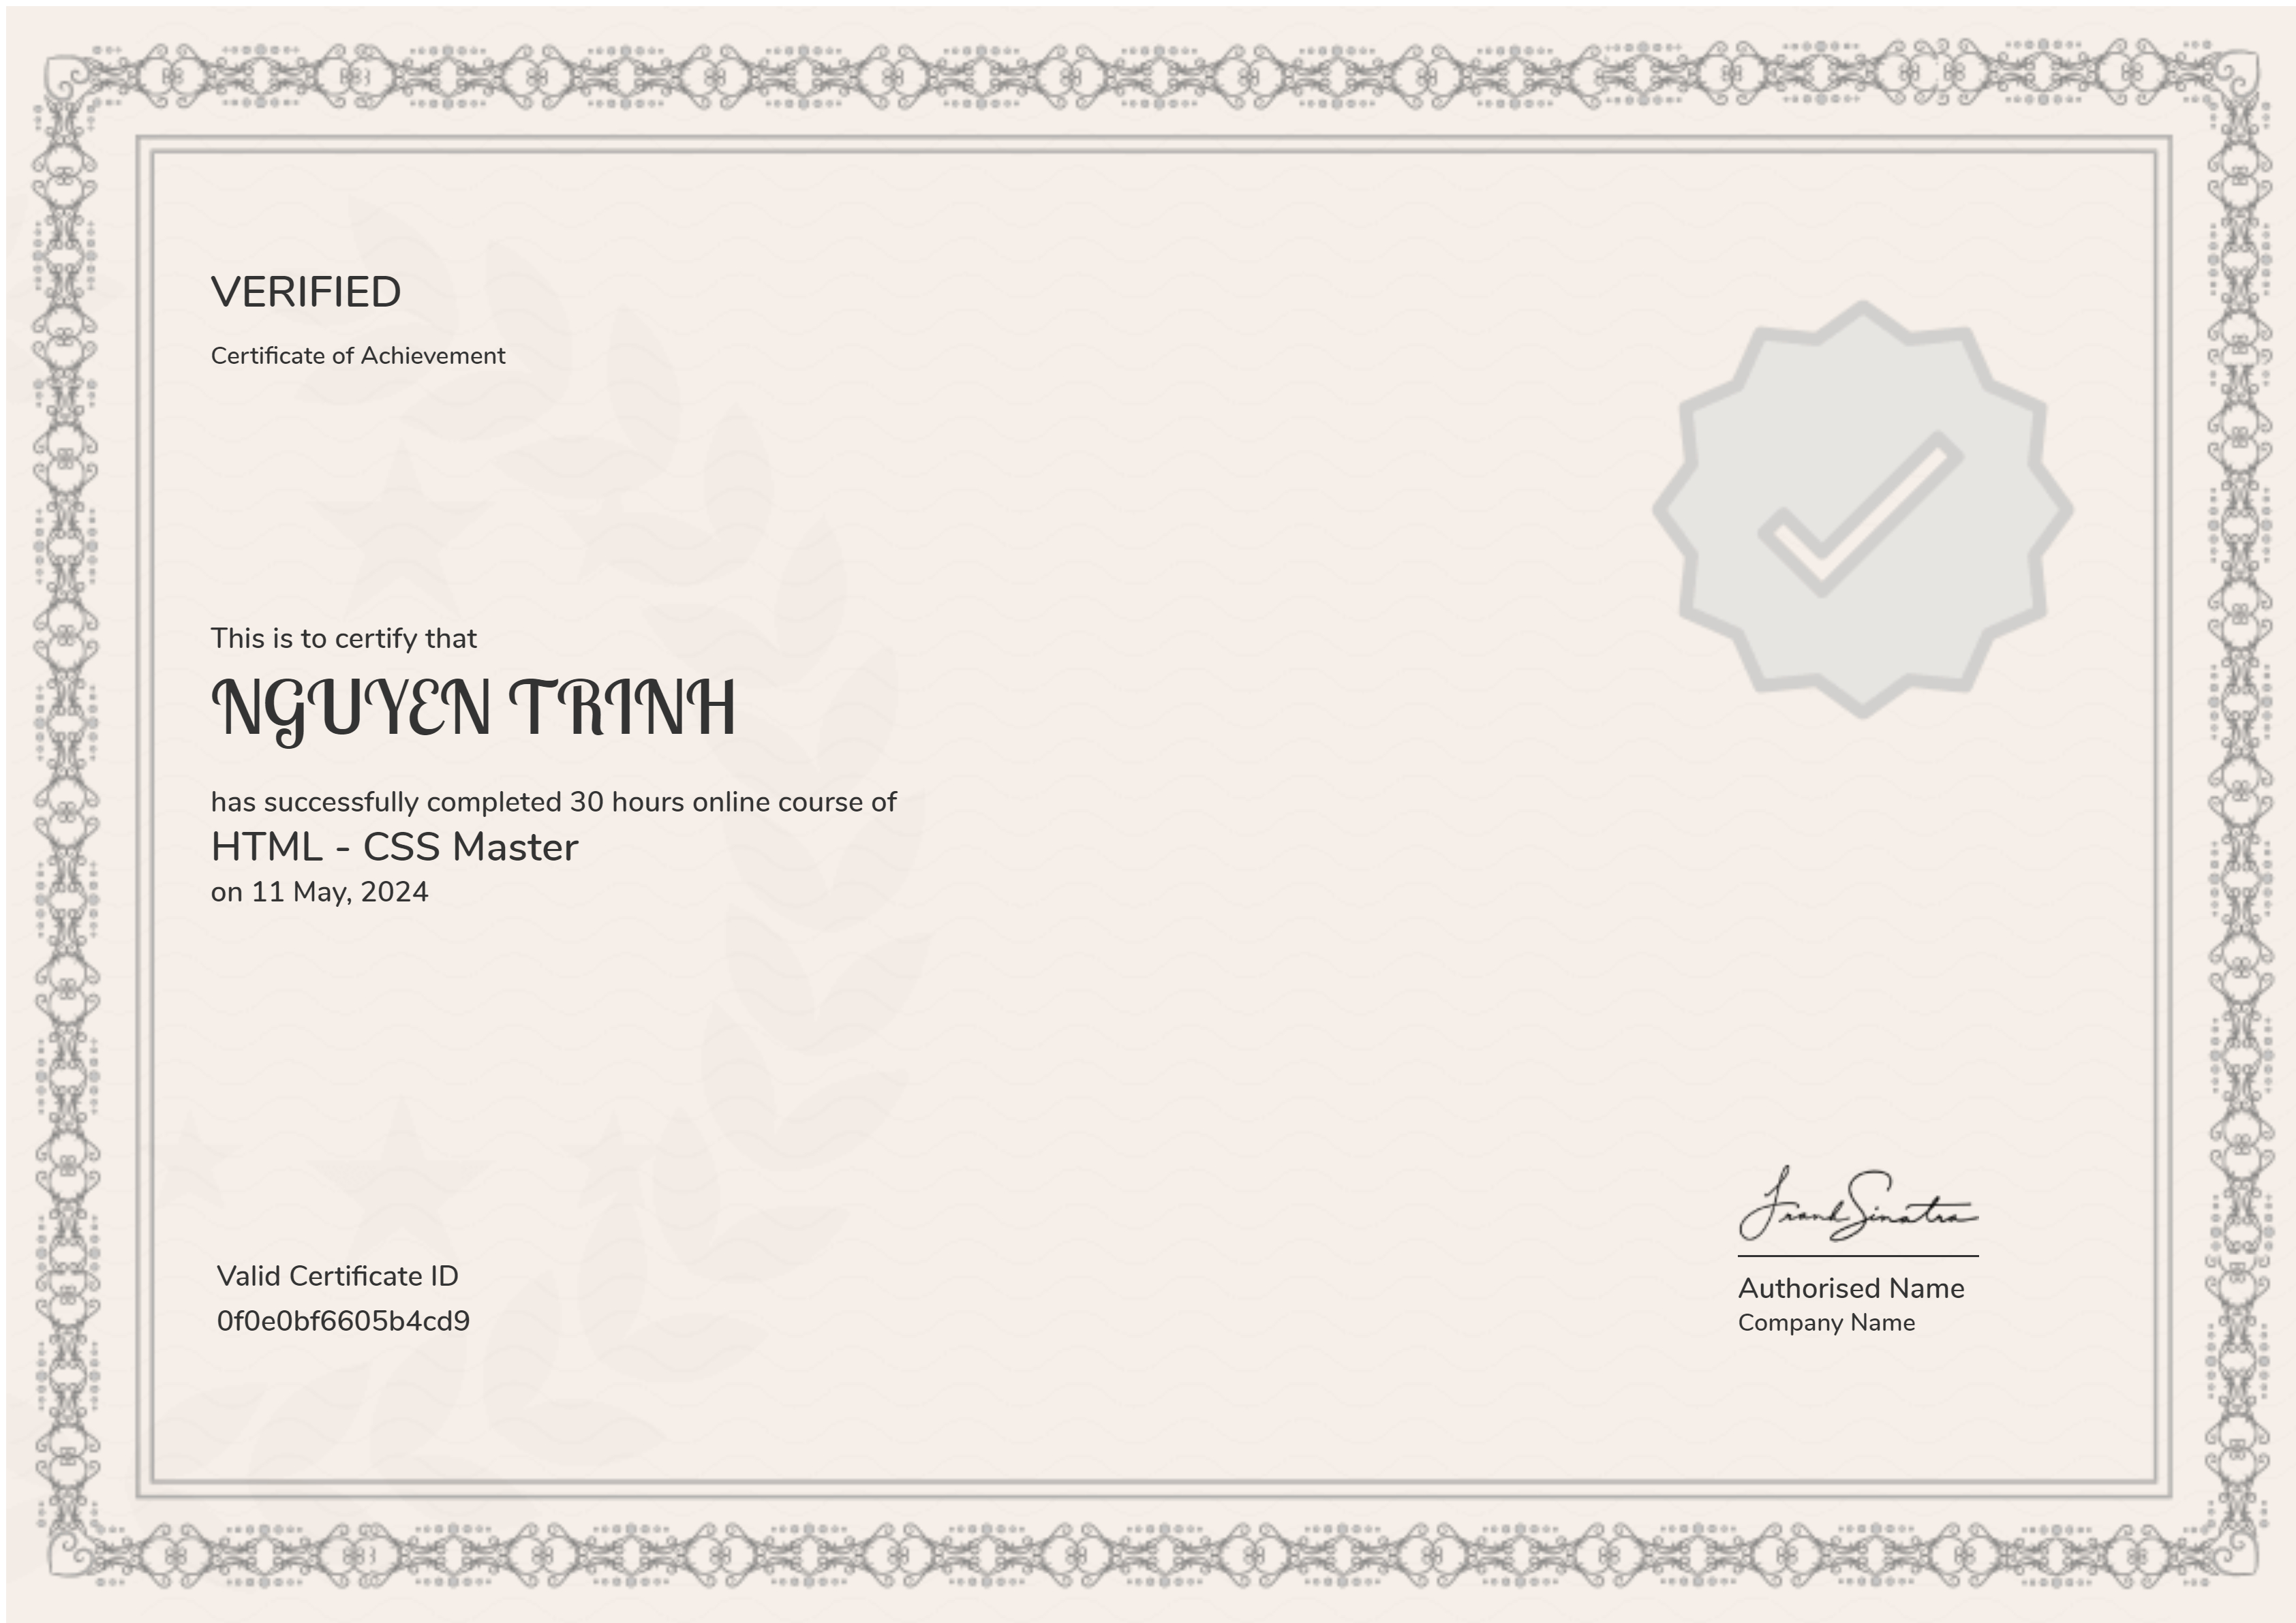 VERIFIED
Certificate of Achievement
This is to certify that
NGUYEN TRINH
has successfully completed 30 hours online course of
HTML - CSS Master
on 11 May, 2024
Valid Certificate ID
0f0e0bf6605b4cd9
Frank Sinatra
Authorised Name
Company Name